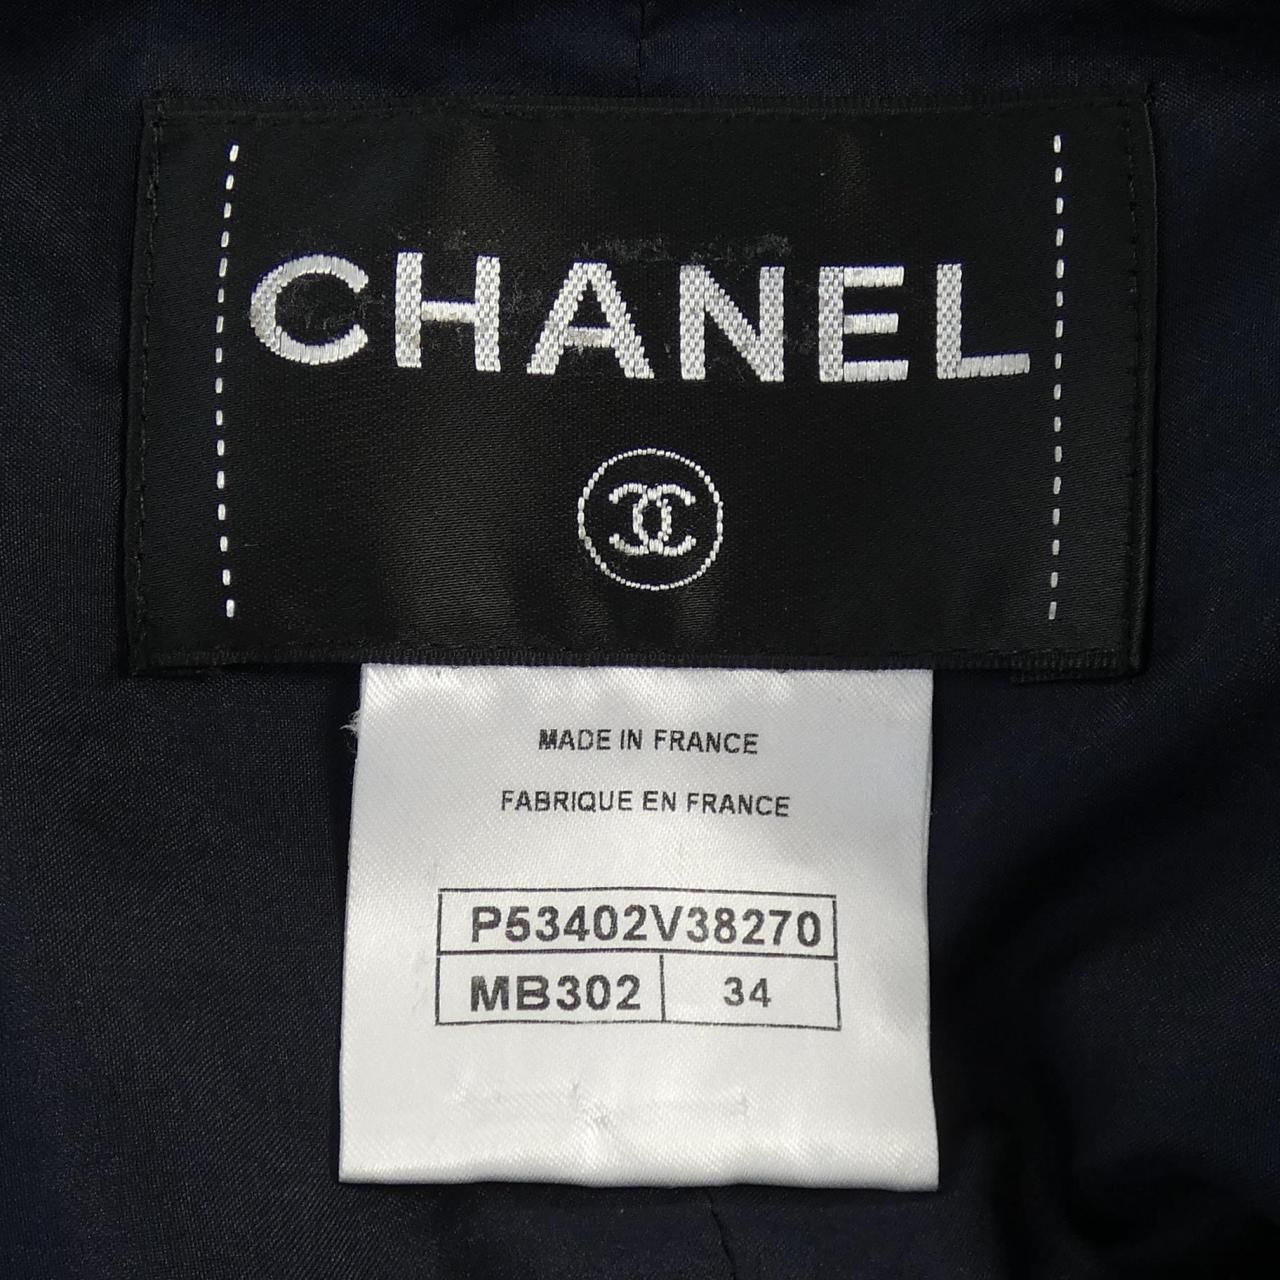 CHANEL
MADE IN FRANCE
FABRIQUE EN FRANCE
P53402V38270
MB302 34